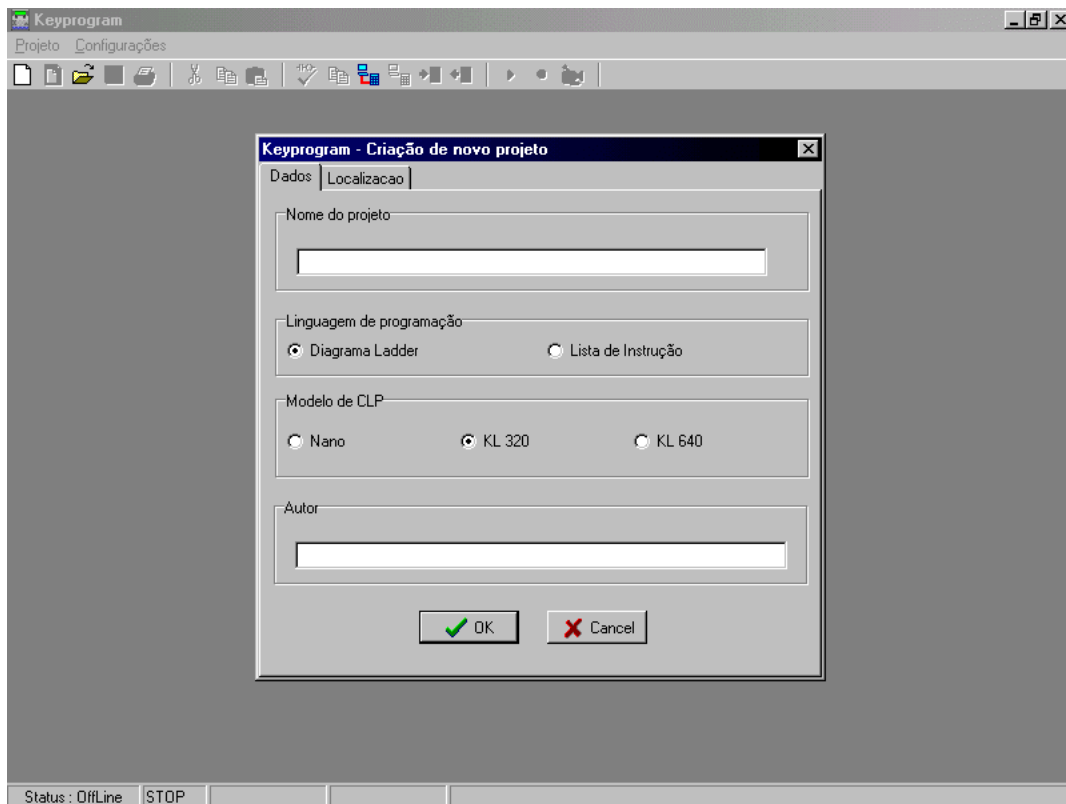 Keyprogram
Projeto Configurações
Keyprogram - Criação de novo projeto
Dados Localizacao
Nome do projeto
Linguagem de programação
Diagrama Ladder Lista de Instrução
Modelo de CLP
Nano KL 320 KL 640
Autor
OK Cancel
Status : OffLine STOP